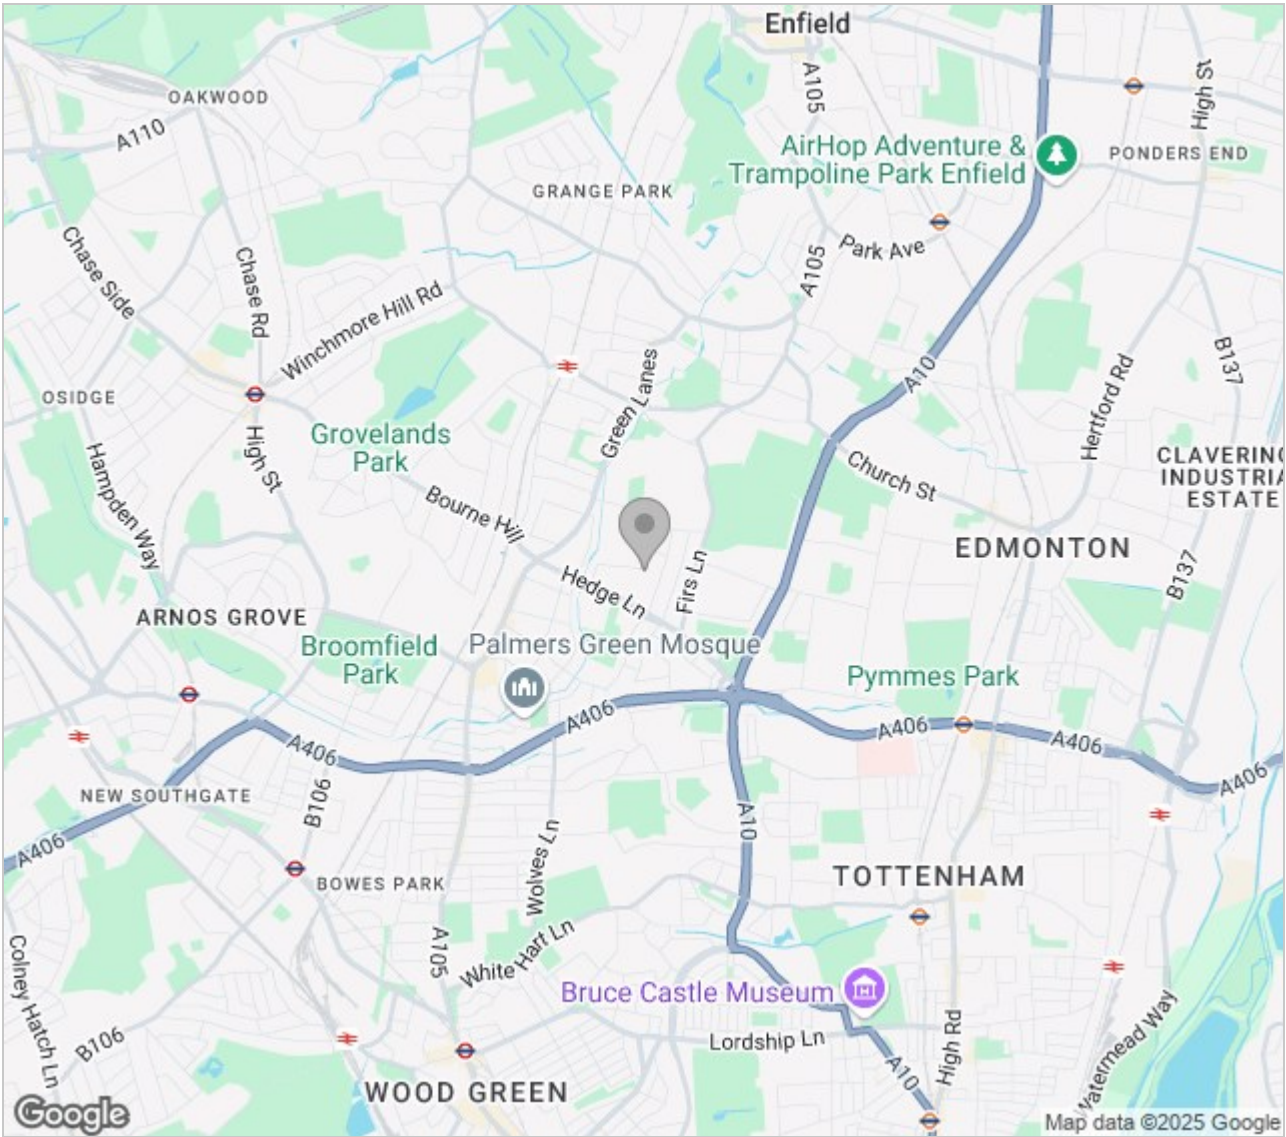 Enfield
OAKWOOD
A110
A105
High St
AirHop Adventure &
Trampoline Park Enfield
PONDERS END
GRANGE PARK
Chase Side
Chase Rd
Park Ave
A105
Winchmore Hill Rd
A10
B137
OSIDGE
Green Lanes
Hertford Rd
High St
Grovelands
Park
Hampden Way
Church St
CLAVERING
INDUSTRIA
ESTATE
Bourne Hill
EDMONTON
Hedge Ln
Firs Ln
B137
ARNOS GROVE
Broomfield
Park
Palmers Green Mosque
Pymmes Park
A406
A406
A406
A406
A406
A406
NEW SOUTHGATE
B106
A10
Wolves Ln
TOTTENHAM
BOWES PARK
A105
White Hart Ln
Colney Hatch Ln
Bruce Castle Museum
B106
Lordship Ln
High Rd
Watermead Way
A10
WOOD GREEN
Google
Map data ©2025 Google